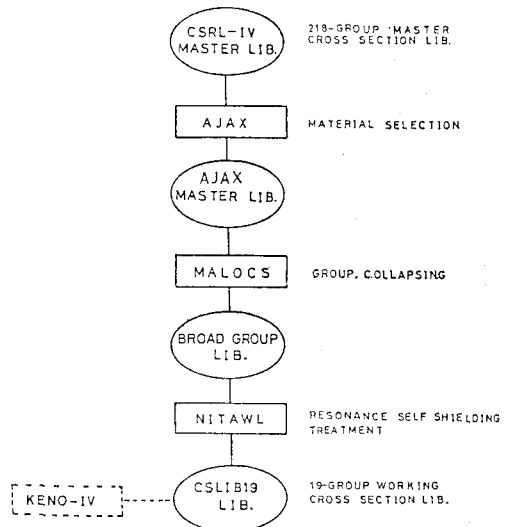 CSRL-IV
MASTER LIB.
218-GROUP MASTER
CROSS SECTION LIB.
AJAX
MATERIAL SELECTION
AJAX
MASTER LIB.
MALOCS
GROUP. COLLAPSING
BROAD GROUP
LIB.
NITAWL
RESONANCE SELF SHIELDING
TREATMENT
KENO-IV
CSLIB19
LIB.
19-GROUP WORKING
CROSS SECTION LIB.